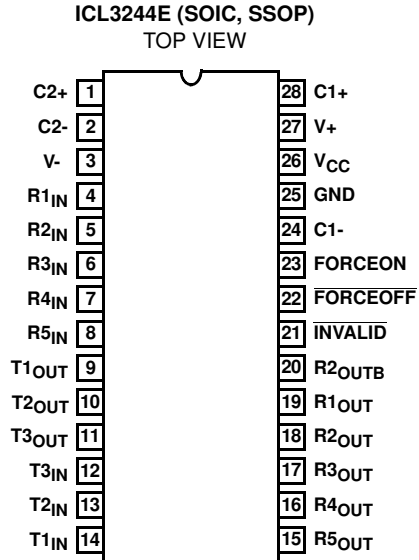 ICL3244E (SOIC, SSOP)
TOP VIEW
C2+ 1
C2- 2
V- 3
R1IN 4
R2IN 5
R3IN 6
R4IN 7
R5IN 8
T1OUT 9
T2OUT 10
T3OUT 11
T3IN 12
T2IN 13
T1IN 14
28 C1+
27 V+
26 VCC
25 GND
24 C1-
23 FORCEON
22 FORCEOFF
21 INVALID
20 R2OUTB
19 R1OUT
18 R2OUT
17 R3OUT
16 R4OUT
15 R5OUT